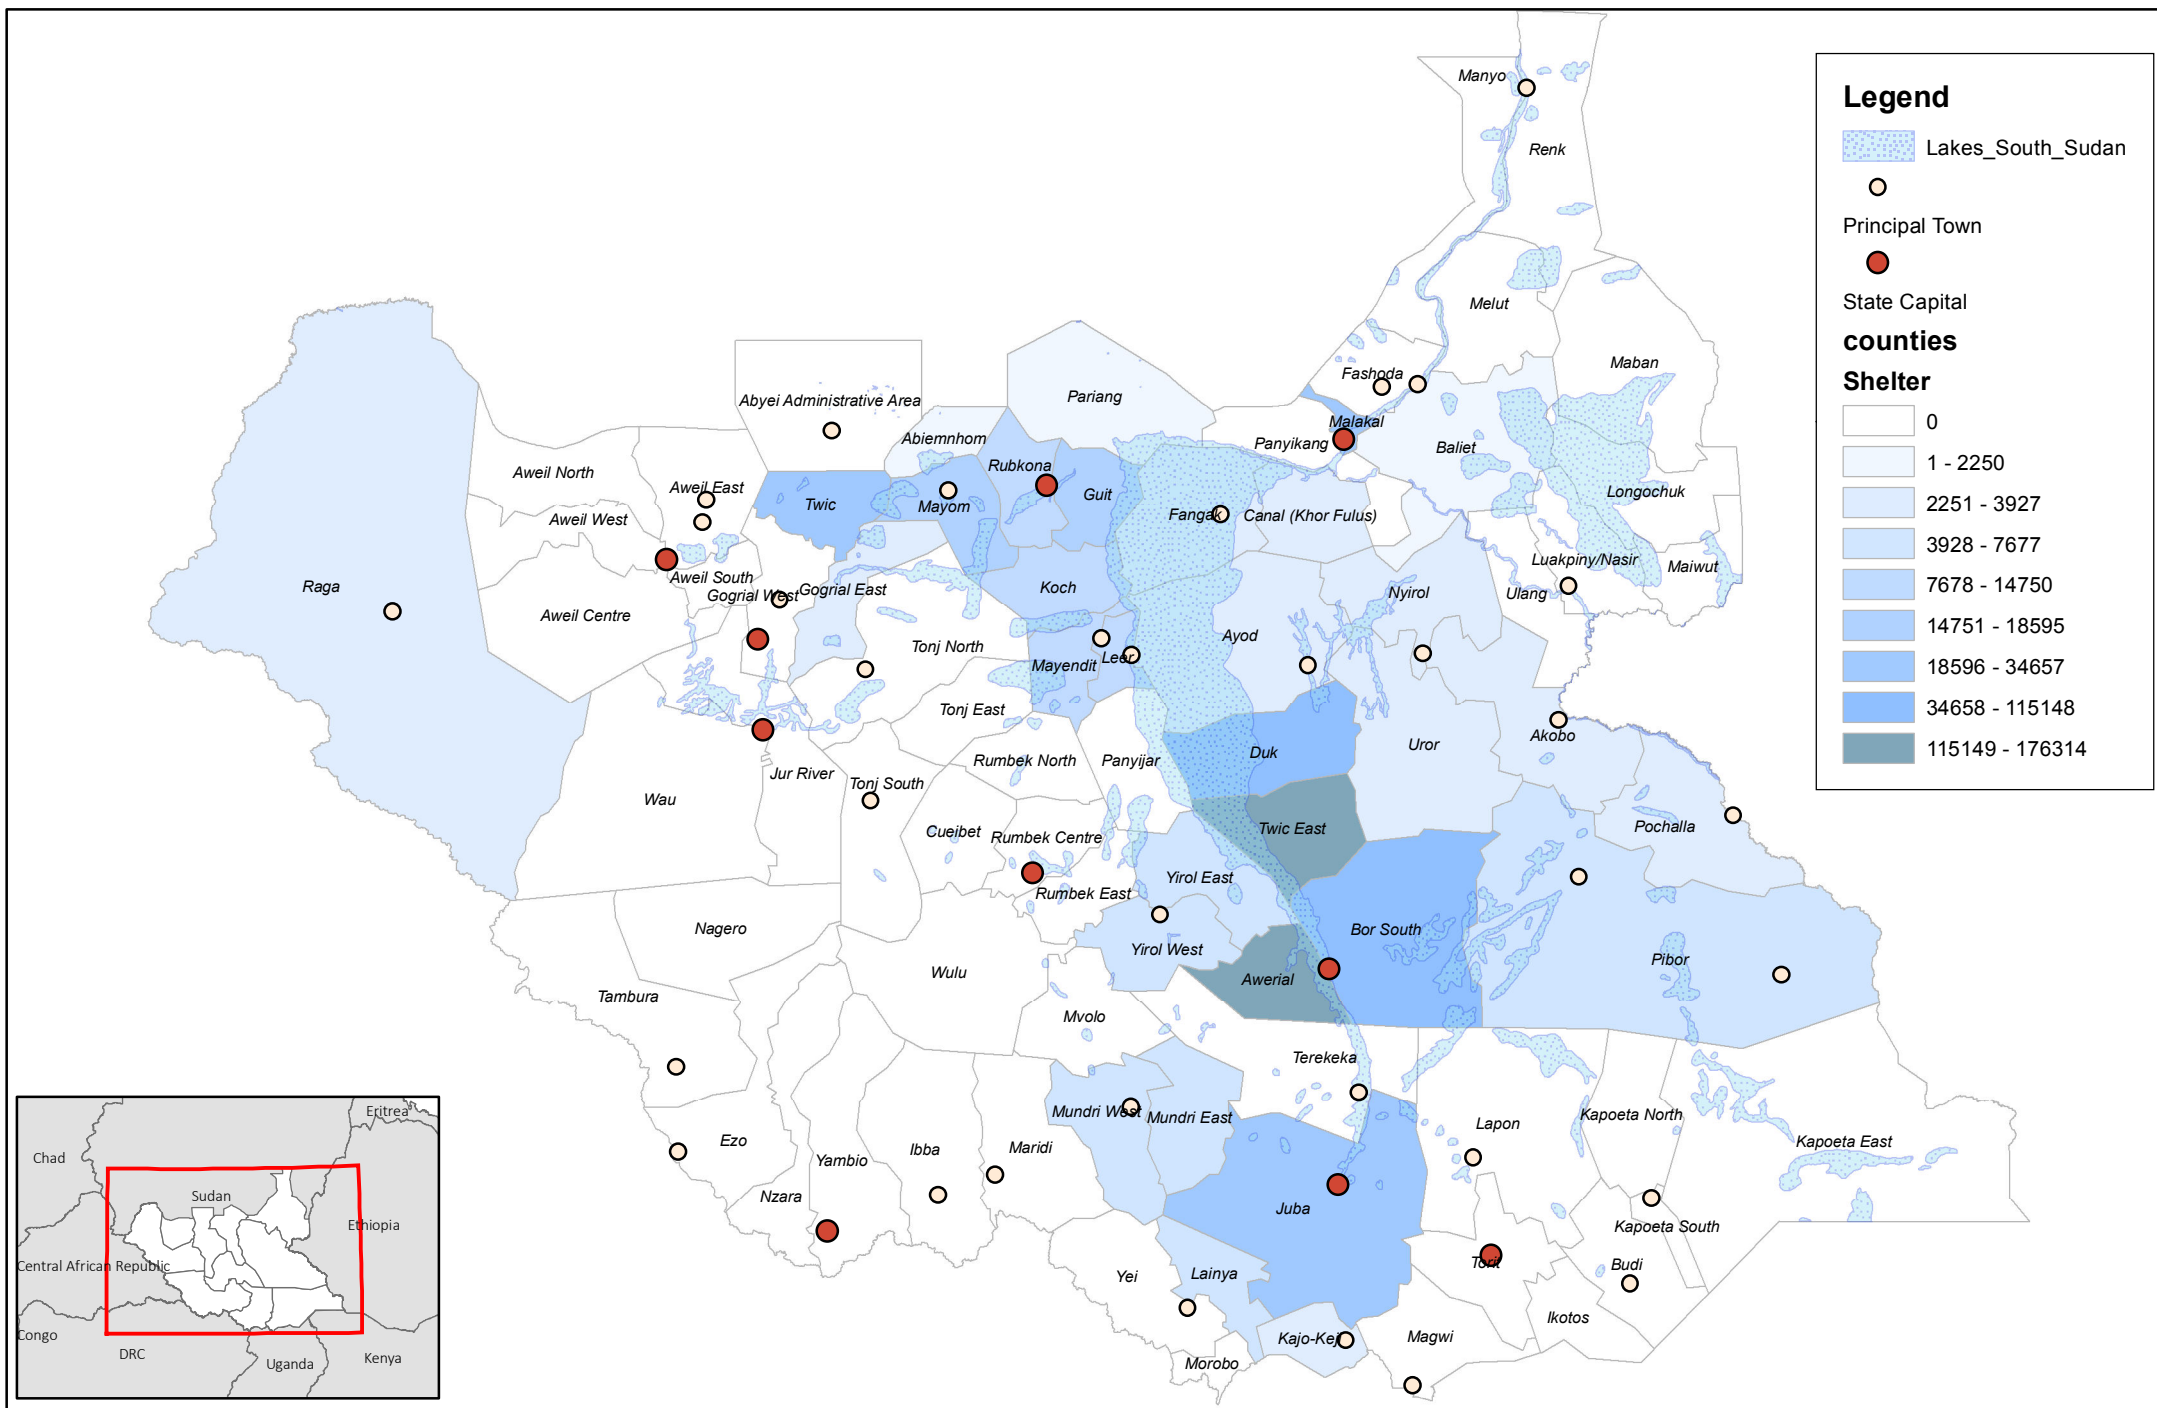 Manyo
Renk
Melut
Maban
Fashoda
Malakal
Panyikang
Baliet
Longochuk
Luakpiny/Nasir
Maiwut
Ulang
Pariang
Abyei Administrative Area
Abiemnhom
Rubkona
Guit
Mayom
Twic
Fangak
Canal (Khor Fulus)
Aweil North
Aweil East
Aweil West
Aweil South
Aweil Centre
Gogrial West
Gogrial East
Raga
Koch
Nyirol
Ayod
Tonj North
Mayendit
Leer
Tonj East
Rumbek North
Panyijar
Duk
Uror
Akobo
Jur River
Tonj South
Wau
Cueibet
Rumbek Centre
Rumbek East
Twic East
Pochalla
Yirol East
Yirol West
Bor South
Awerial
Pibor
Nagero
Wulu
Tambura
Mvolo
Terekeka
Mundri West
Mundri East
Lapon
Kapoeta North
Kapoeta East
Ezo
Yambio
Ibba
Maridi
Nzara
Juba
Kapoeta South
Torit
Budi
Yei
Lainya
Ikotos
Kajo-Keji
Magwi
Morobo
Legend
Lakes_South_Sudan
Principal Town
State Capital
counties
Shelter
0
1 - 2250
2251 - 3927
3928 - 7677
7678 - 14750
14751 - 18595
18596 - 34657
34658 - 115148
115149 - 176314
Eritrea
Chad
Sudan
Ethiopia
Central African Republic
Congo
DRC
Uganda
Kenya